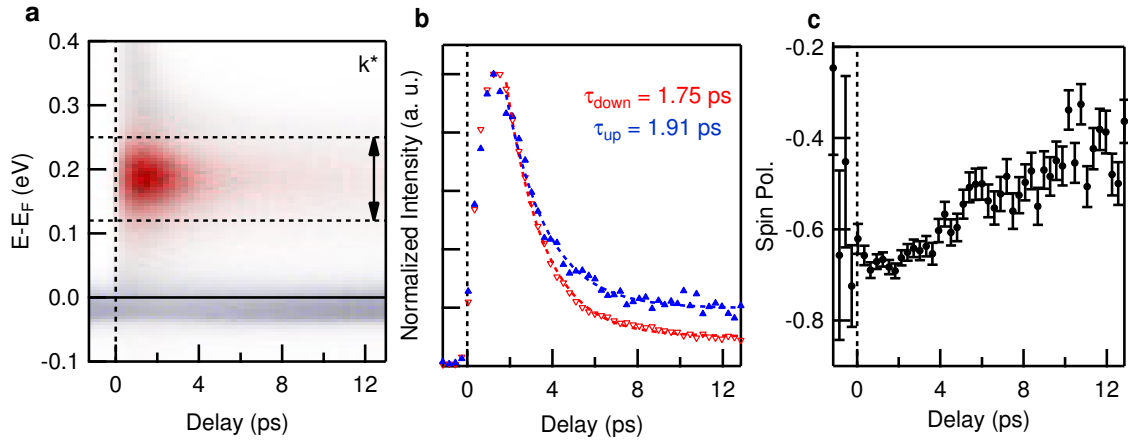 a
b
c
0.4
0.3
0.2
0.1
0.0
-0.1
E-E_F (eV)
k*
0
4
8
12
Delay (ps)
Normalized Intensity (a. u.)
τ_down = 1.75 ps
τ_up = 1.91 ps
0
4
8
12
Delay (ps)
Spin Pol.
-0.2
-0.4
-0.6
-0.8
0
4
8
12
Delay (ps)